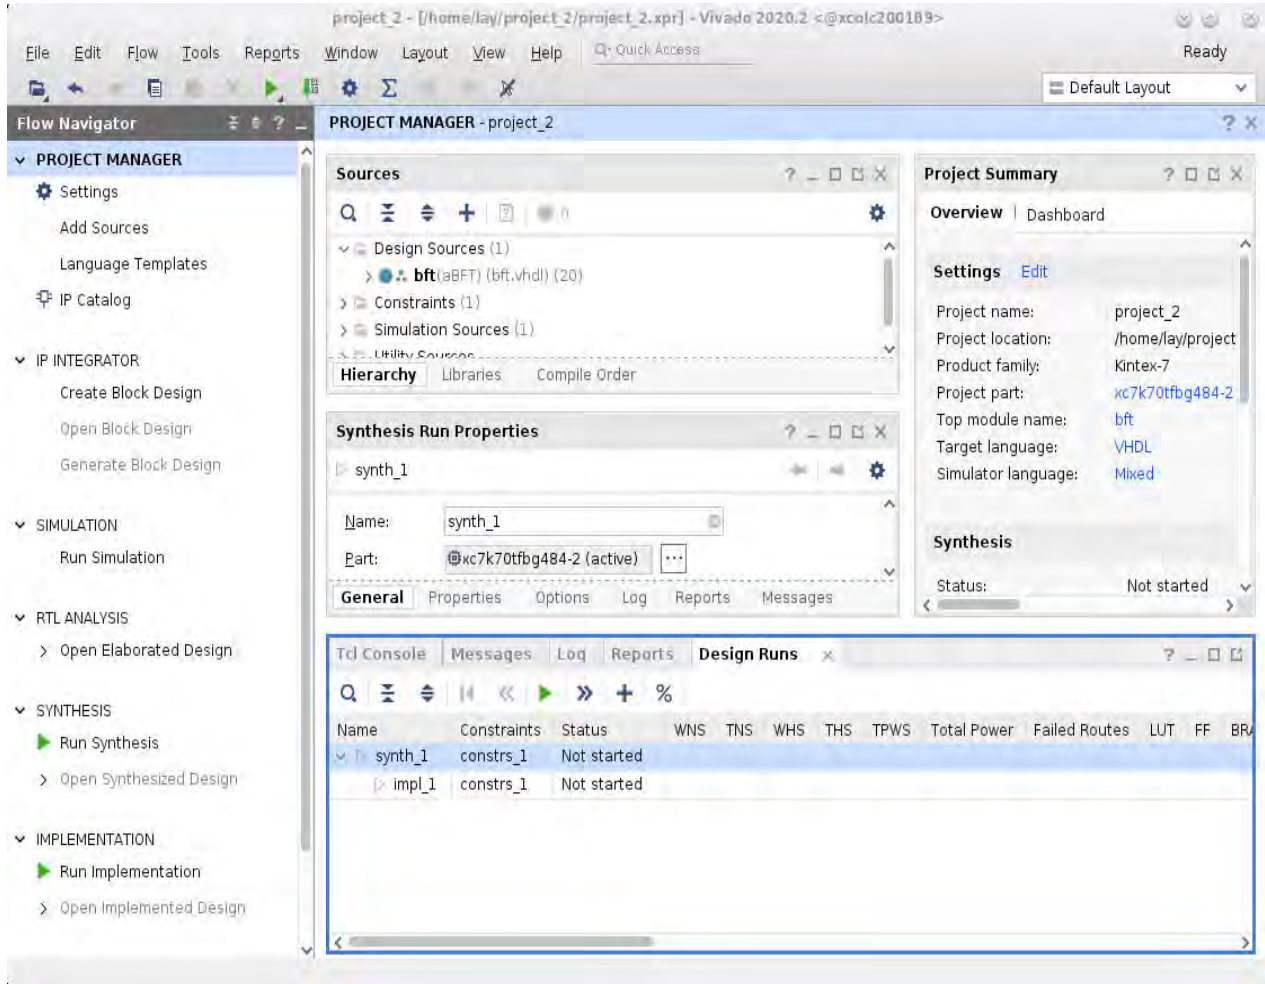 project_2 - [/home/lay/project_2/project_2.xpr] - Vivado 2020.2 <@xcolc200189>
File Edit Flow Tools Reports Window Layout View Help Quick Access Ready
Default Layout
Flow Navigator
PROJECT MANAGER
Settings
Add Sources
Language Templates
IP Catalog
IP INTEGRATOR
Create Block Design
Open Block Design
Generate Block Design
SIMULATION
Run Simulation
RTL ANALYSIS
Open Elaborated Design
SYNTHESIS
Run Synthesis
Open Synthesized Design
IMPLEMENTATION
Run Implementation
Open Implemented Design
PROJECT MANAGER - project_2
Sources
0
Design Sources (1)
bft(aBFT) (bft.vhdl) (20)
Constraints (1)
Simulation Sources (1)
Utility Sources
Hierarchy Libraries Compile Order
Synthesis Run Properties
synth_1
Name: synth_1
Part: xc7k70tfbg484-2 (active) ...
General Properties Options Log Reports Messages
Project Summary
Overview Dashboard
Settings Edit
Project name: project_2
Project location: /home/lay/project
Product family: Kintex-7
Project part: xc7k70tfbg484-2
Top module name: bft
Target language: VHDL
Simulator language: Mixed
Synthesis
Status: Not started
Tcl Console Messages Log Reports Design Runs
Name Constraints Status WNS TNS WHS THS TPWS Total Power Failed Routes LUT FF BRA
synth_1 constrs_1 Not started
impl_1 constrs_1 Not started